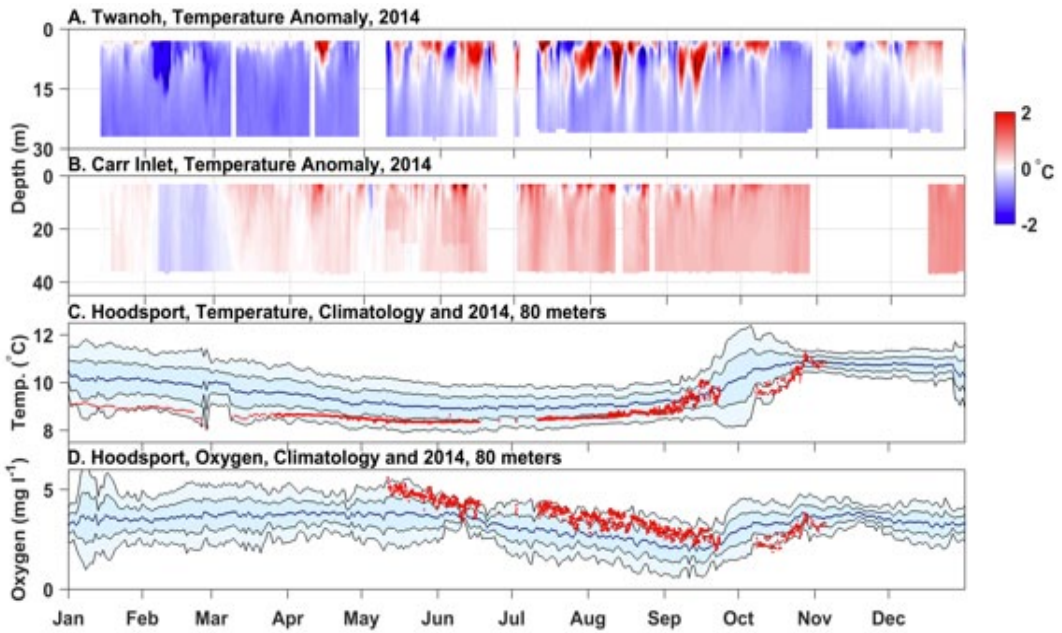 A. Twanoh, Temperature Anomaly, 2014
0
15
30
B. Carr Inlet, Temperature Anomaly, 2014
0
20
40
Depth (m)
2
0 °C
-2
C. Hoodsport, Temperature, Climatology and 2014, 80 meters
12
10
8
Temp. (°C)
D. Hoodsport, Oxygen, Climatology and 2014, 80 meters
5
0
Oxygen (mg l-1)
Jan Feb Mar Apr May Jun Jul Aug Sep Oct Nov Dec